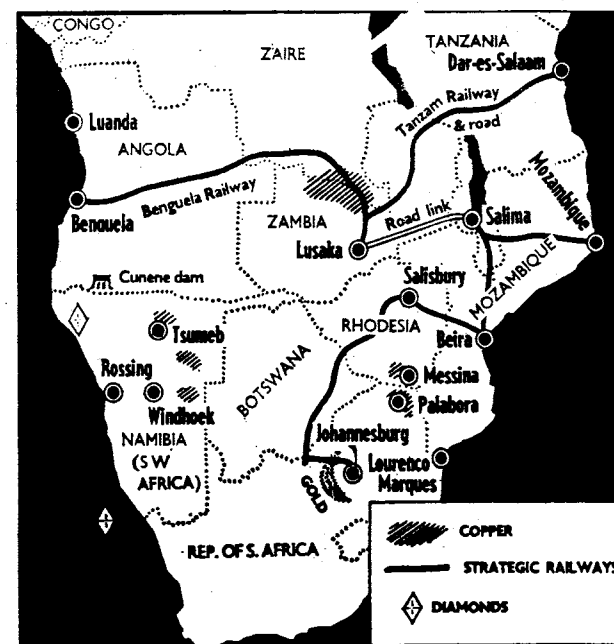 CONGO
ZAIRE
TANZANIA
Dar-es-Salaam
Luanda
ANGOLA
Tanzam Railway
& road
Benguela Railway
Benouela
ZAMBIA
Road link
Salima
Mozambique
Lusaka
MOZAMBIQUE
Cunene dam
Salisbury
RHODESIA
Beira
Tsumeb
BOTSWANA
Messina
Rossing
Windhoek
Palabora
NAMIBIA
(S W
AFRICA)
Johannesburg
Lourenco
Marques
GOLD
REP. OF S. AFRICA
COPPER
STRATEGIC RAILWAYS
DIAMONDS